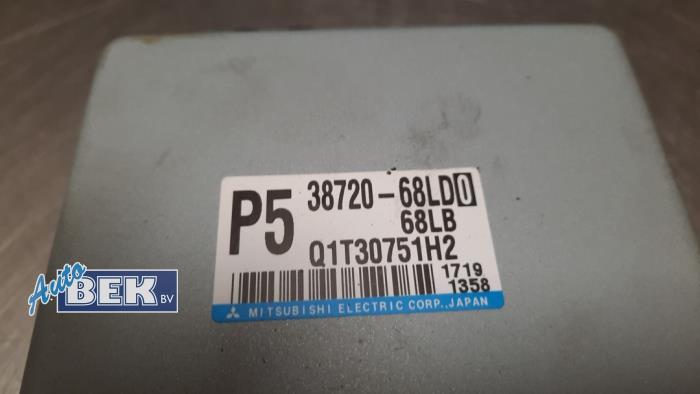 P5 38720-68LD0
68LB
Q1T30751H2
1719
1358
MITSUBISHI ELECTRIC CORP., JAPAN
Auto
BEK BV